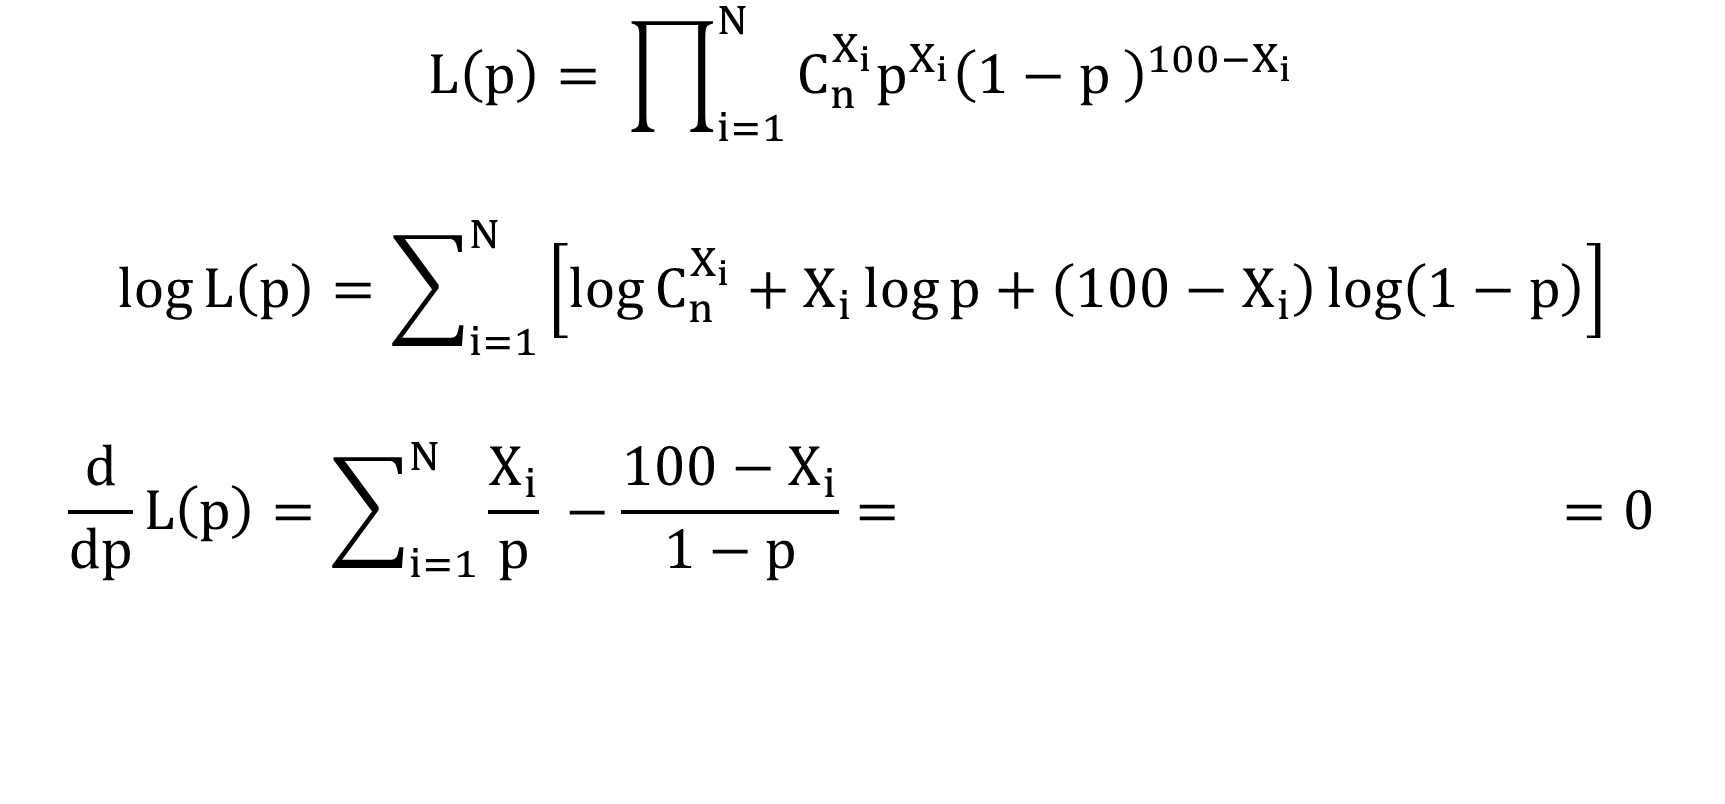 L(p) = ∏_{i=1}^{N} C_n^{X_i} p^{X_i} (1 − p )^{100−X_i}
log L(p) = ∑_{i=1}^{N} [log C_n^{X_i} + X_i log p + (100 − X_i) log(1 − p)]
d/dp L(p) = ∑_{i=1}^{N} X_i/p − (100 − X_i)/(1 − p) = = 0